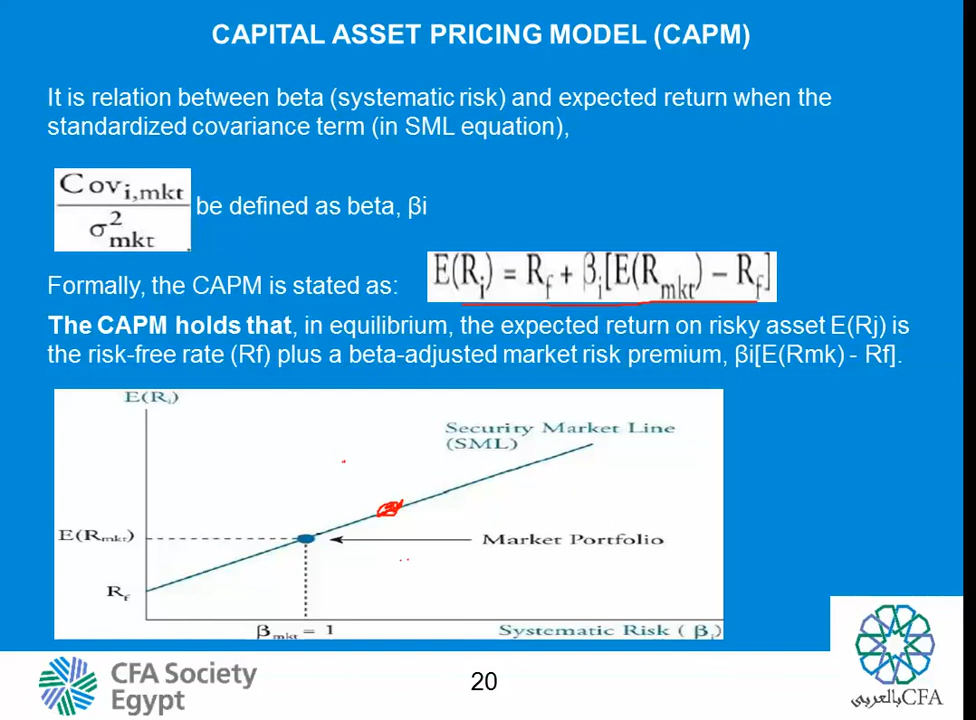 CAPITAL ASSET PRICING MODEL (CAPM)
It is relation between beta (systematic risk) and expected return when the
standardized covariance term (in SML equation),
Cov i,mkt
σ² mkt
be defined as beta, βi
Formally, the CAPM is stated as:
E(Ri) = Rf + βi[E(Rmkt) − Rf]
The CAPM holds that, in equilibrium, the expected return on risky asset E(Rj) is
the risk-free rate (Rf) plus a beta-adjusted market risk premium, βi[E(Rmk) - Rf].
E(Ri)
Security Market Line
(SML)
E(Rmkt)
Market Portfolio
Rf
βmkt = 1
Systematic Risk ( βi)
CFA Society
Egypt
20
CFAبالعربي